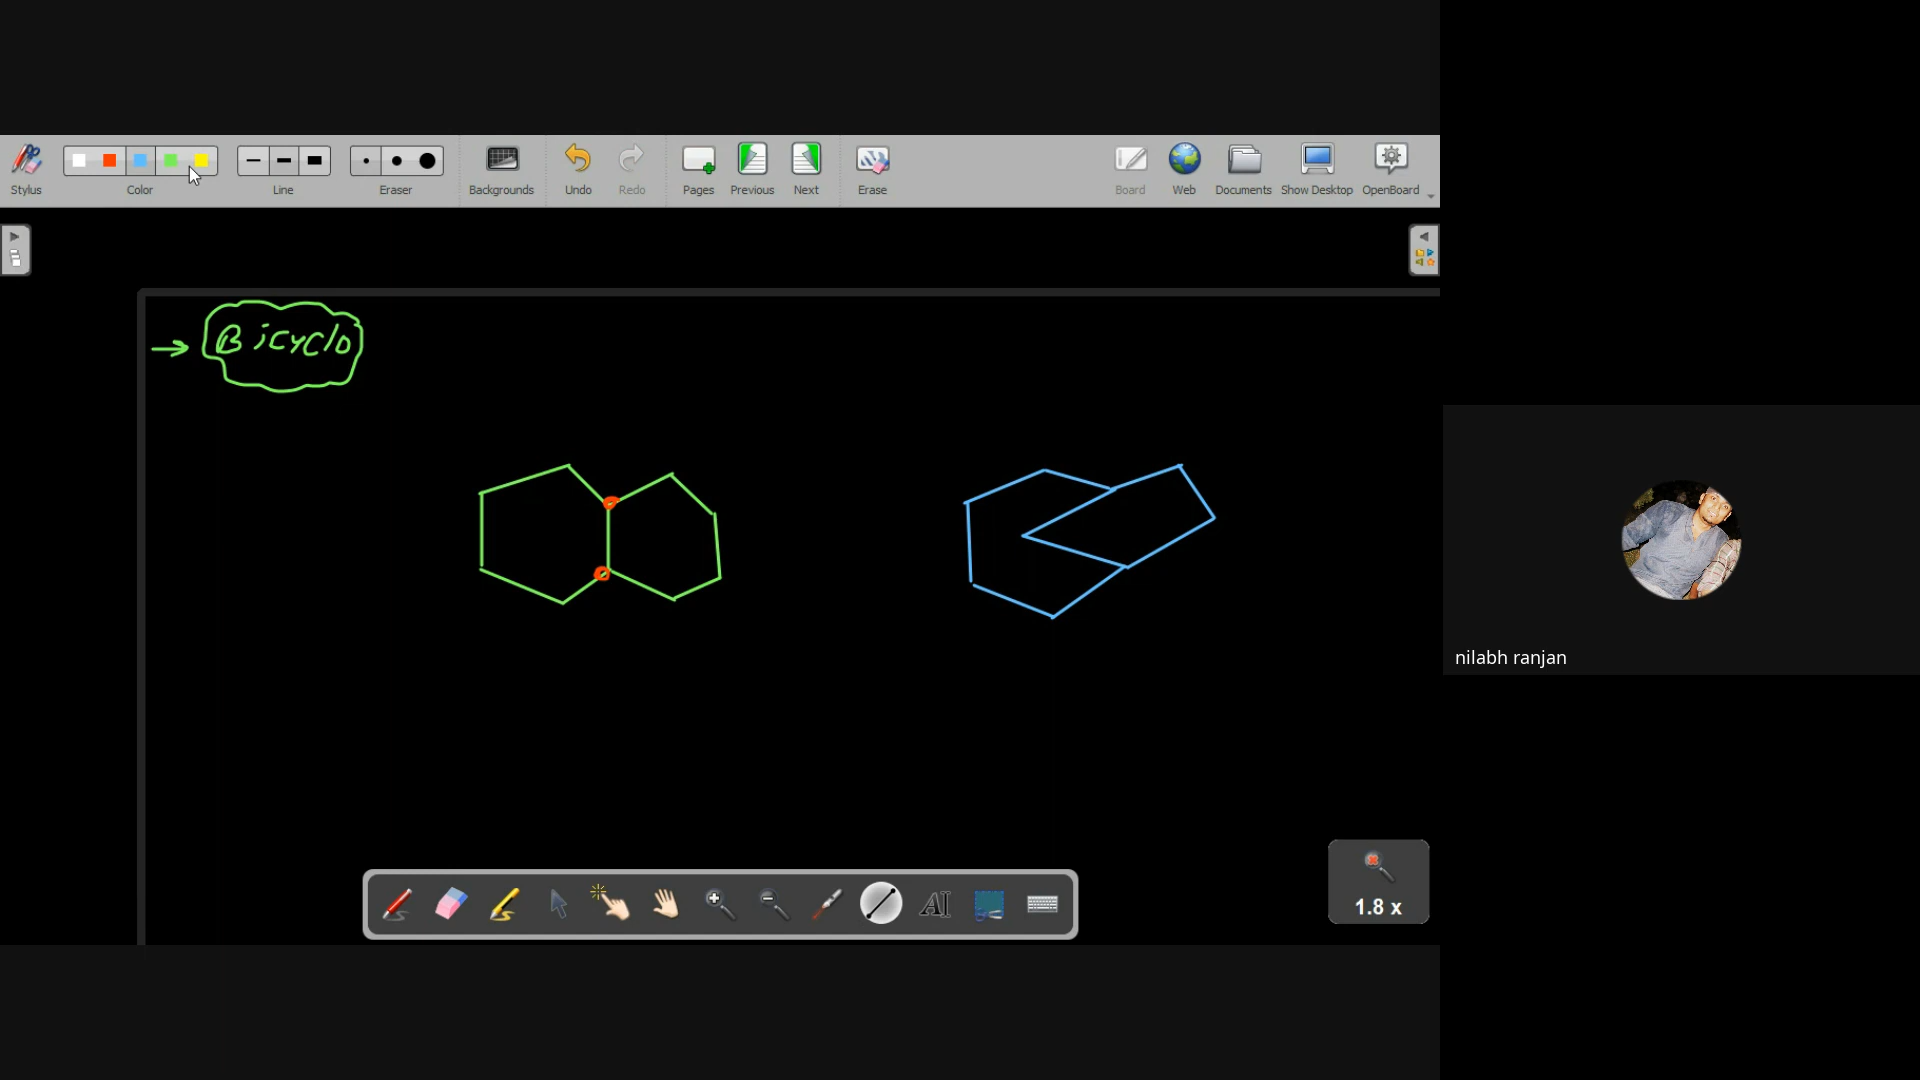 Stylus
Color
Line
Eraser
Backgrounds
Undo
Redo
Pages
Previous
Next
Erase
Board
Web
Documents
Show Desktop
OpenBoard
→ Bicyclo
nilabh ranjan
AI
1.8 x